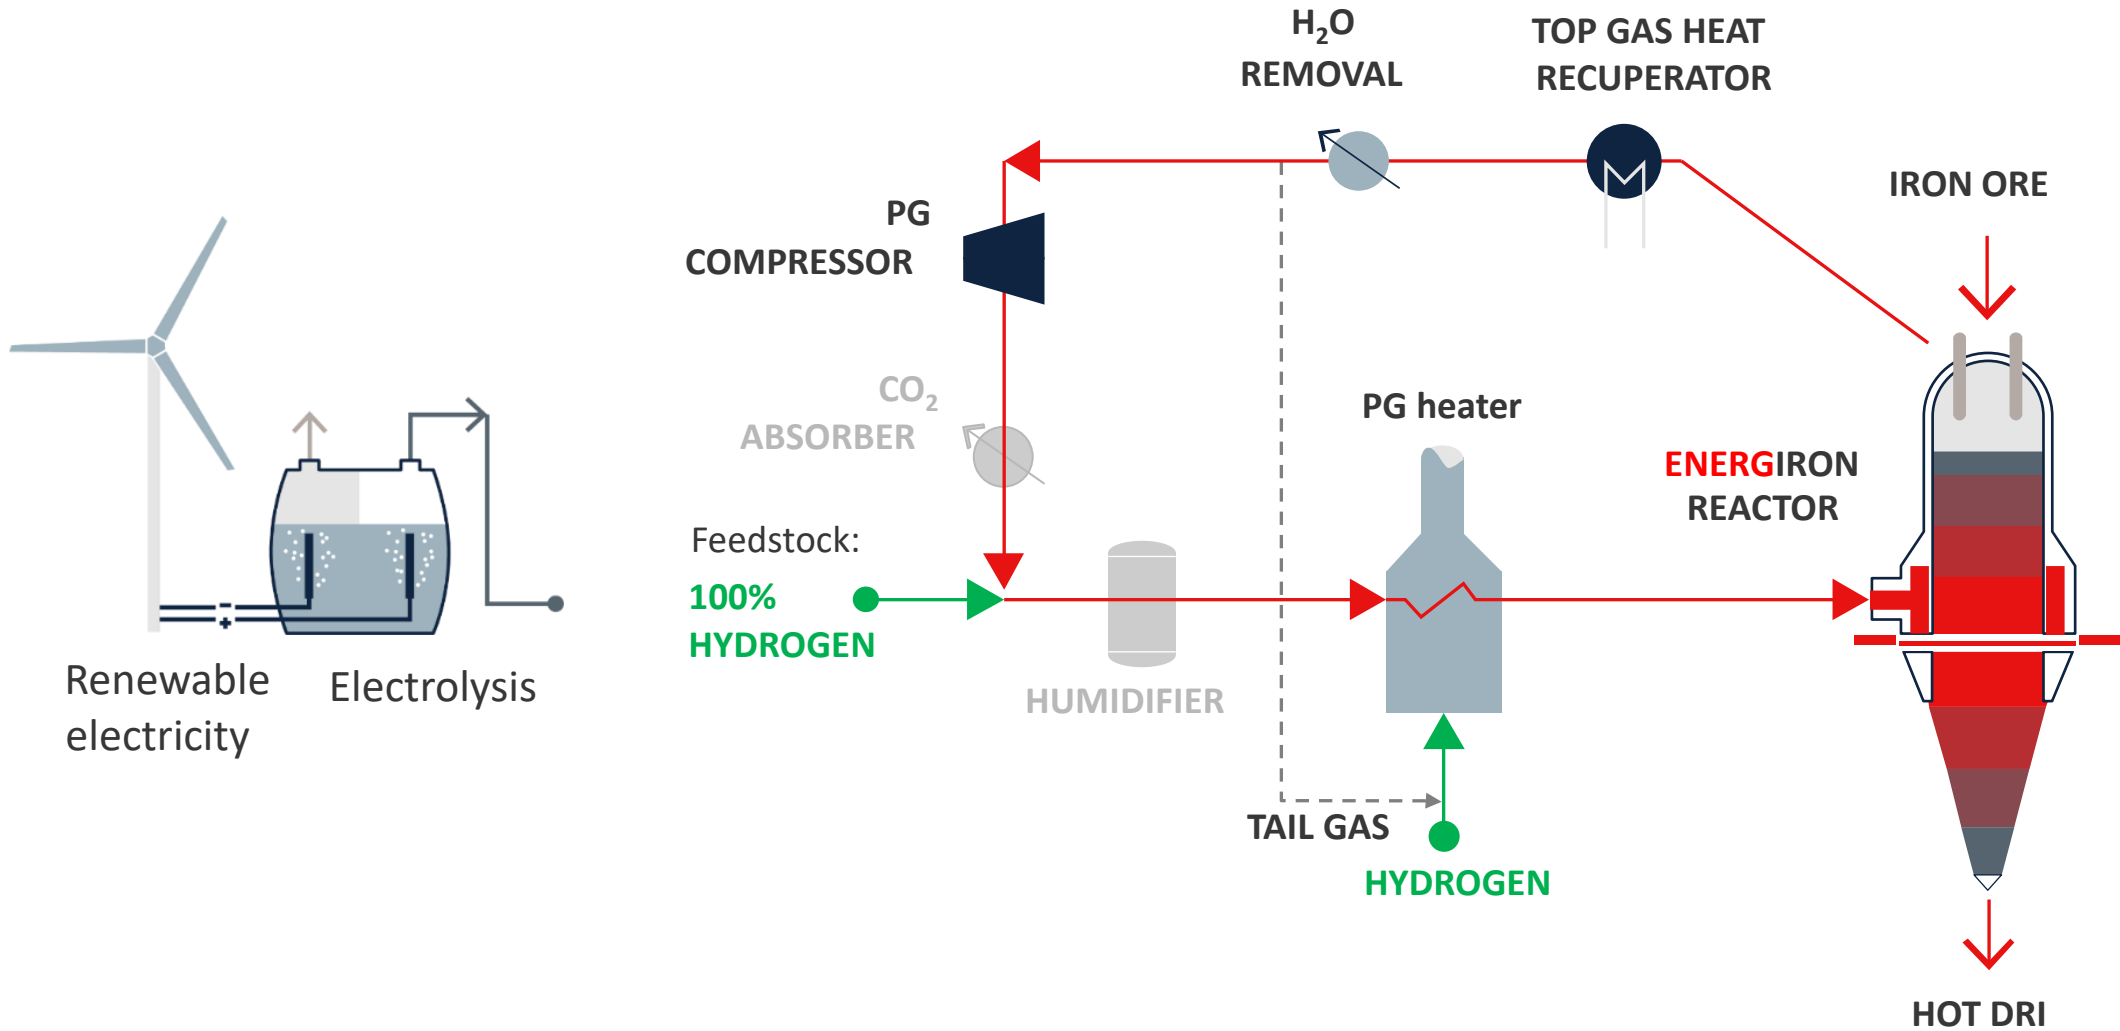 H₂O
REMOVAL
TOP GAS HEAT
RECUPERATOR
IRON ORE
PG
COMPRESSOR
CO₂
ABSORBER
PG heater
ENERGIRON
REACTOR
Feedstock:
100%
HYDROGEN
-
+
Renewable
electricity
Electrolysis
HUMIDIFIER
TAIL GAS
HYDROGEN
HOT DRI